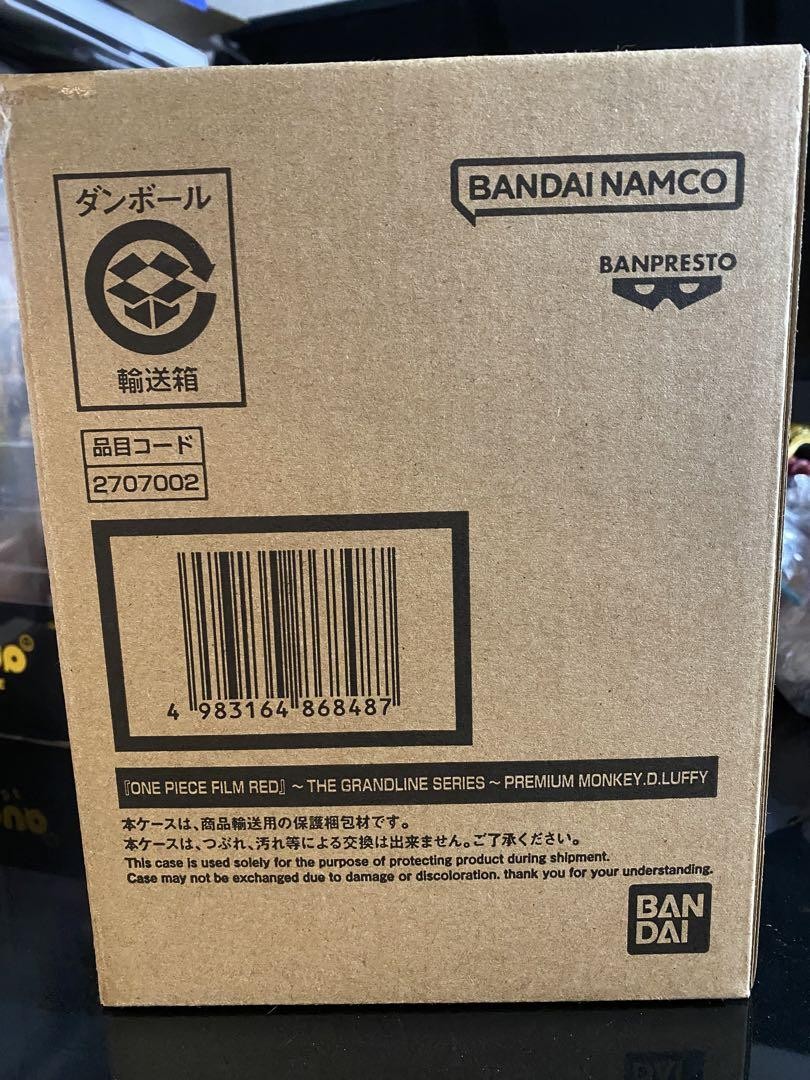 ダンボール
輸送箱
BANDAI NAMCO
BANPRESTO
品目コード
2707002
4 983164 868487
『ONE PIECE FILM RED』~THE GRANDLINE SERIES~PREMIUM MONKEY.D.LUFFY
本ケースは、商品輸送用の保護梱包材です。
本ケースは、つぶれ、汚れ等による交換は出来ません。ご了承ください。
This case is used solely for the purpose of protecting product during shipment.
Case may not be exchanged due to damage or discoloration. thank you for your understanding.
BAN
DAI